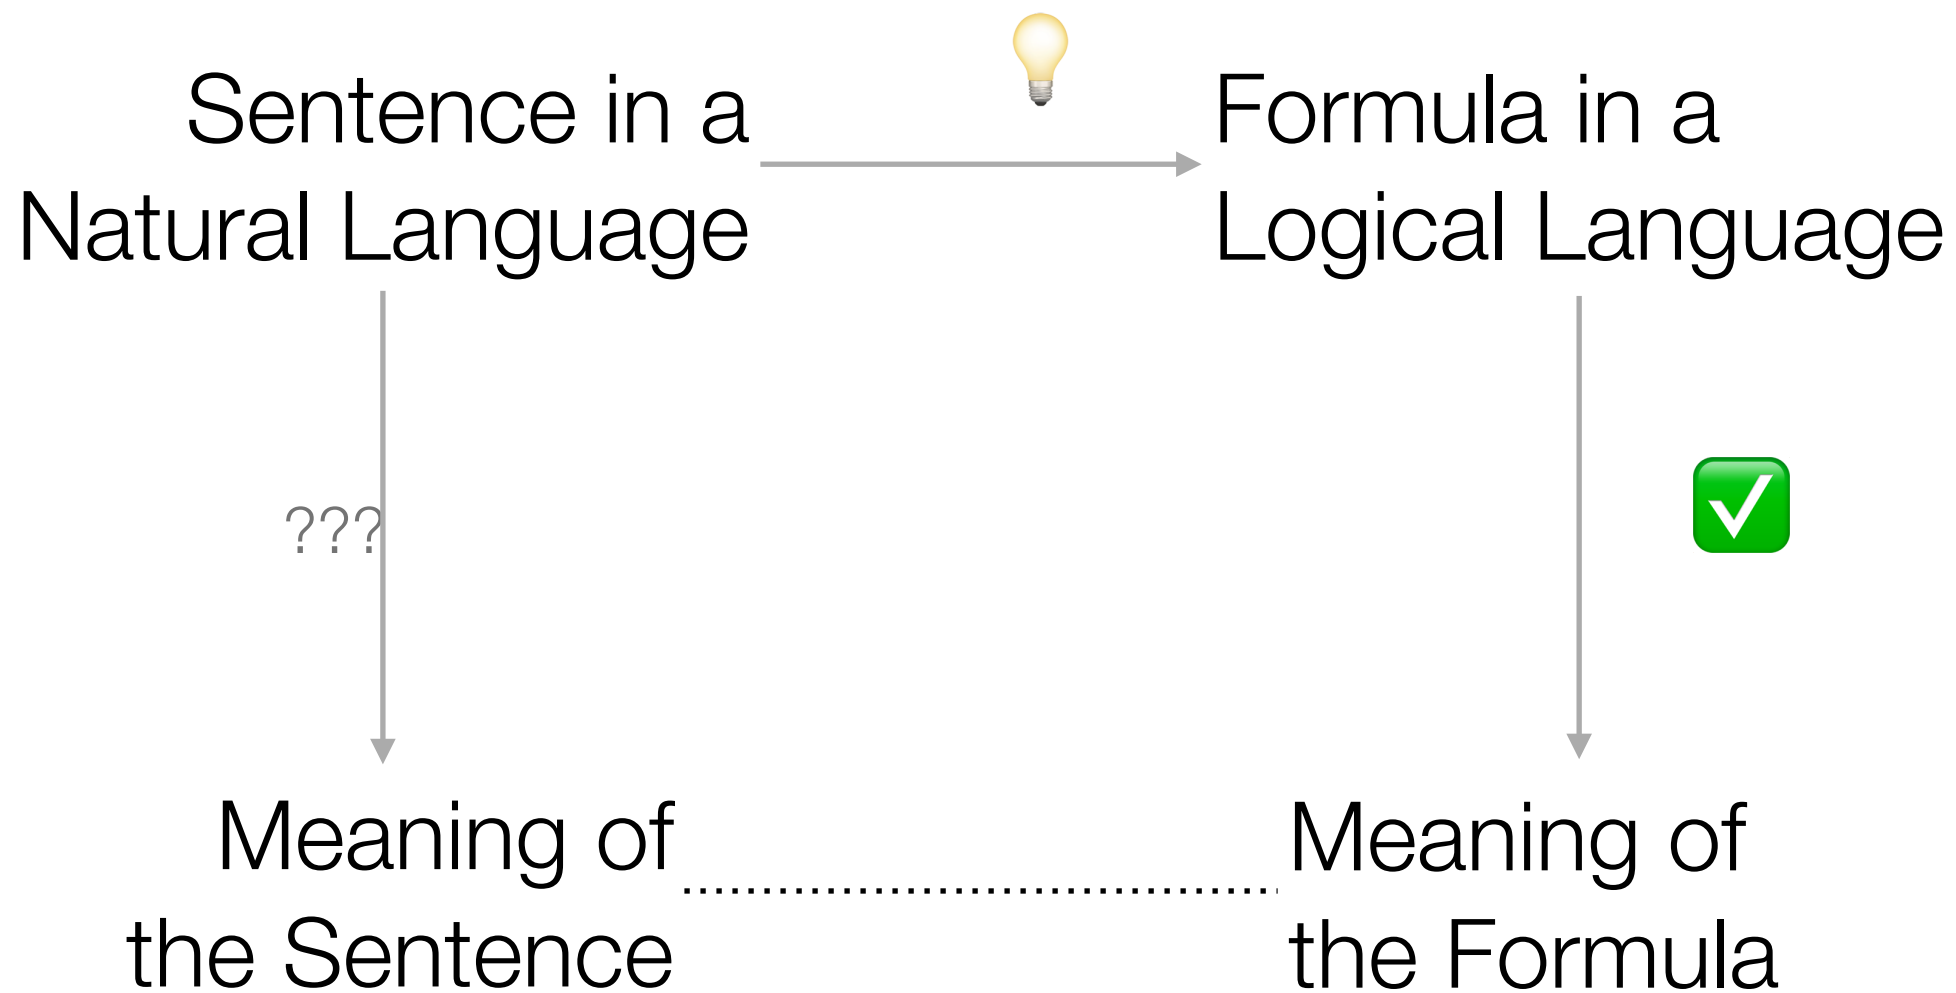 Sentence in a
Natural Language
Formula in a
Logical Language
???
Meaning of
the Sentence
Meaning of
the Formula